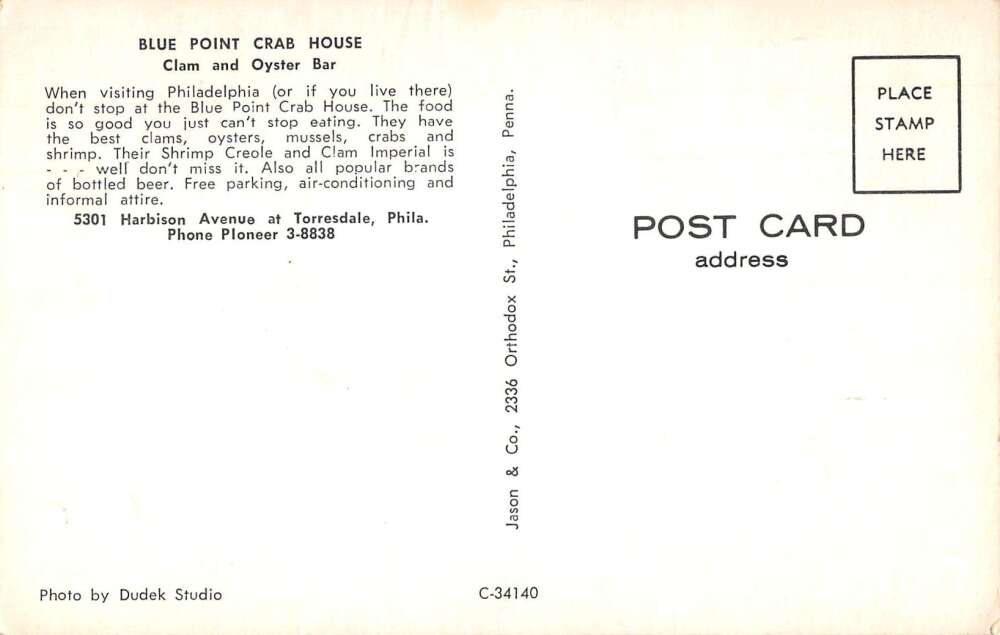 BLUE POINT CRAB HOUSE
Clam and Oyster Bar
When visiting Philadelphia (or if you live there)
don't stop at the Blue Point Crab House. The food
is so good you just can't stop eating. They have
the best clams, oysters, mussels, crabs and
shrimp. Their Shrimp Creole and Clam Imperial is
- - - well don't miss it. Also all popular brands
of bottled beer. Free parking, air-conditioning and
informal attire.
5301 Harbison Avenue at Torresdale, Phila.
Phone PIoneer 3-8838
Photo by Dudek Studio
Jason & Co., 2336 Orthodox St., Philadelphia, Penna.
C-34140
PLACE
STAMP
HERE
POST CARD
address